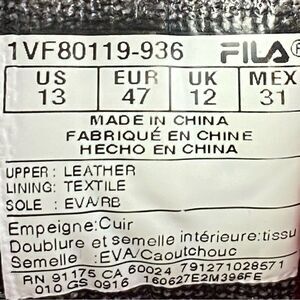 1VF80119-936 FILA®
US EUR UK MEX
13 47 12 31
MADE IN CHINA
FABRIQUÉ EN CHINE
HECHO EN CHINA
UPPER: LEATHER
LINING: TEXTILE
SOLE : EVA/RB
Empeigne:Cuir
Doublure et semelle intérieure:tissu
Semelle :EVA/Caoutchouc
RN 91175 CA 60024 791271028571
010 GS 0916 160627E2M396FE